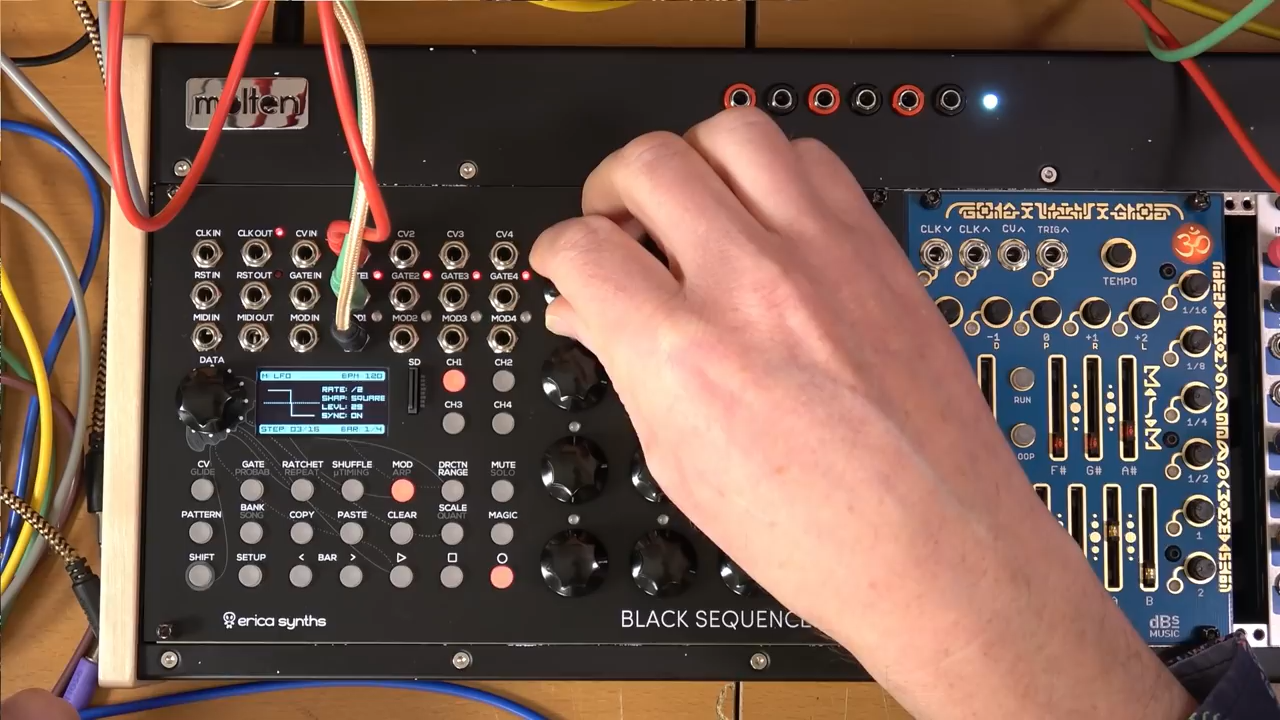 molten
CLK IN CLK OUT CV IN CV2 CV3 CV4
RST IN RST OUT GATE IN GATE2 GATE3 GATE4
MIDI IN MIDI OUT MOD IN MOD2 MOD3 MOD4
DATA SD CH1 CH2
M: LFO BPM: 120
RATE: /2
SHAP: SQUARE
LEVL: 29
SYNC: ON
STEP 03/16 BAR 1/4
CH3 CH4
CV GATE RATCHET SHUFFLE MOD DRCTN MUTE
GLIDE PROBAB REPEAT µTIMING ARP RANGE SOLO
PATTERN BANK COPY PASTE CLEAR SCALE MAGIC
SONG QUANT
SHIFT SETUP < BAR > ▷ □ ○
erica synths
BLACK SEQUENCE
CLK CLK CV TRIG
TEMPO
-1 0 +1 +2
D P R L
1/16
1/8
RUN 1/4
OOP 1/2
F# G# A#
1
B 2
dBs
MUSIC